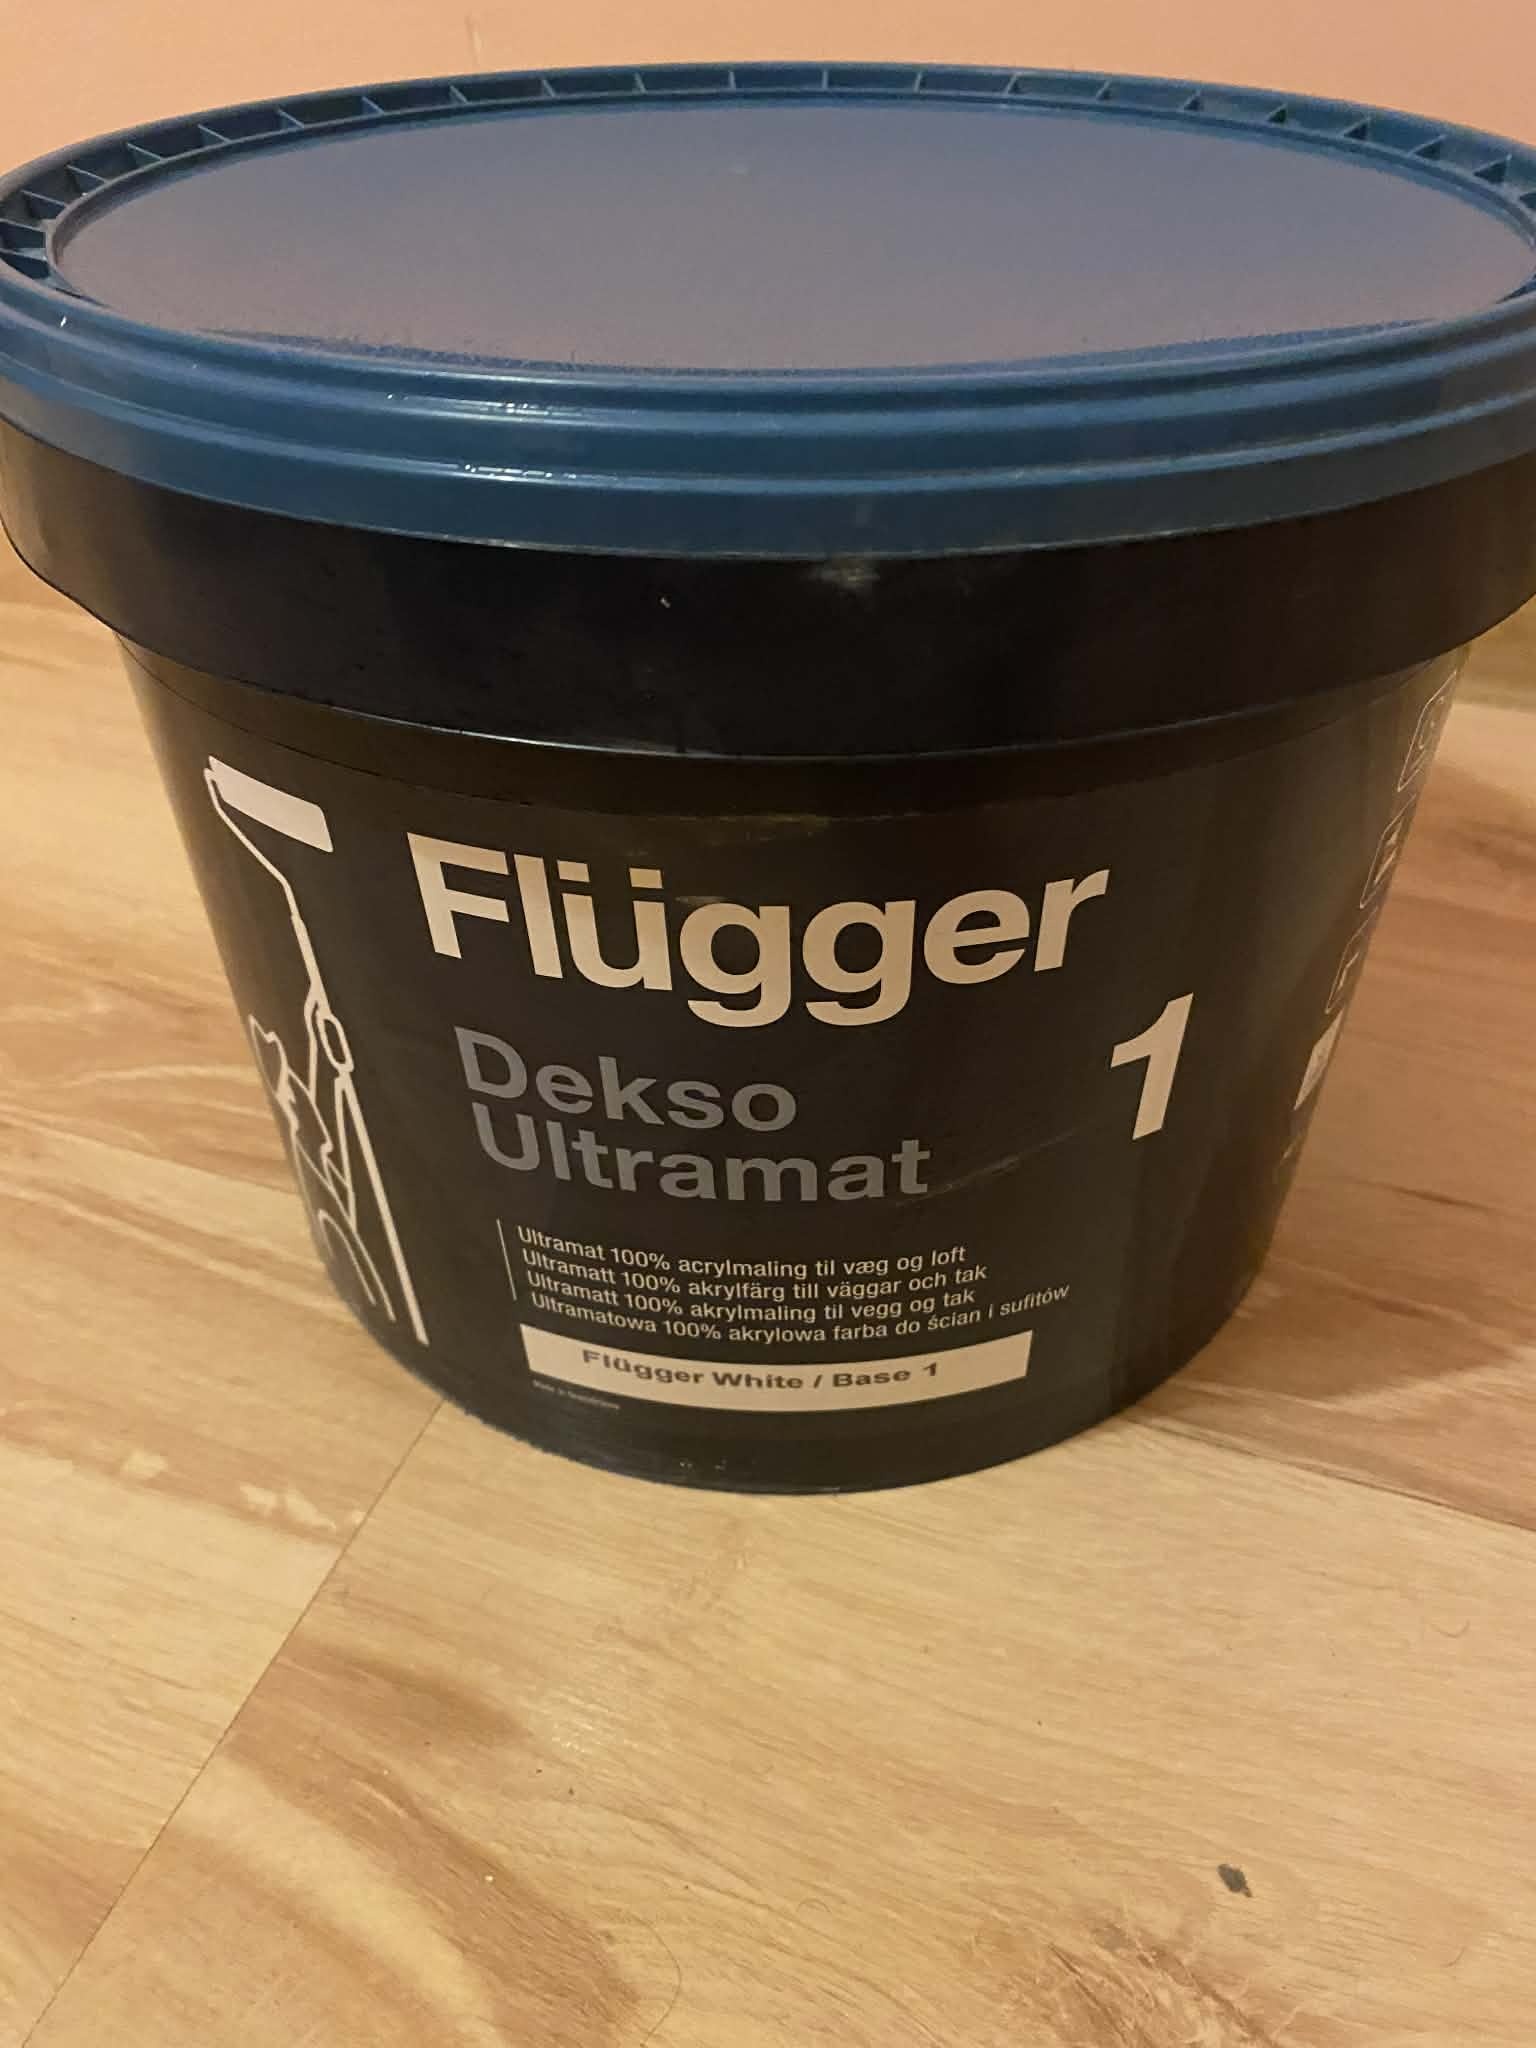 Flügger
Dekso
1
Ultramat
Ultramat 100% acrylmaling til væg og loft
Ultramatt 100% akrylfärg till väggar och tak
Ultramatt 100% akrylmaling til vegg og tak
Ultramatowa 100% akrylowa farba do ścian i sufitów
Flügger White / Base 1